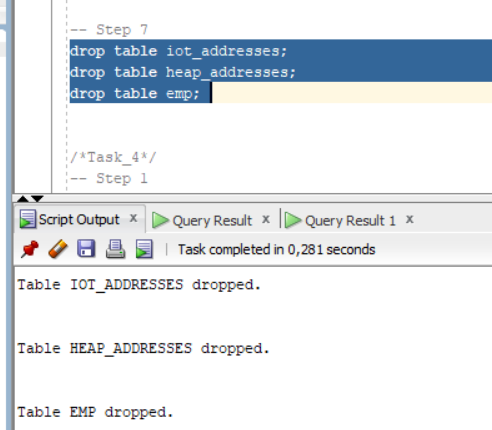 -- Step 7
drop table iot_addresses;
drop table heap_addresses;
drop table emp;
/*Task_4*/
-- Step 1
Script Output x Query Result x Query Result 1 x
Task completed in 0,281 seconds
Table IOT_ADDRESSES dropped.
Table HEAP_ADDRESSES dropped.
Table EMP dropped.